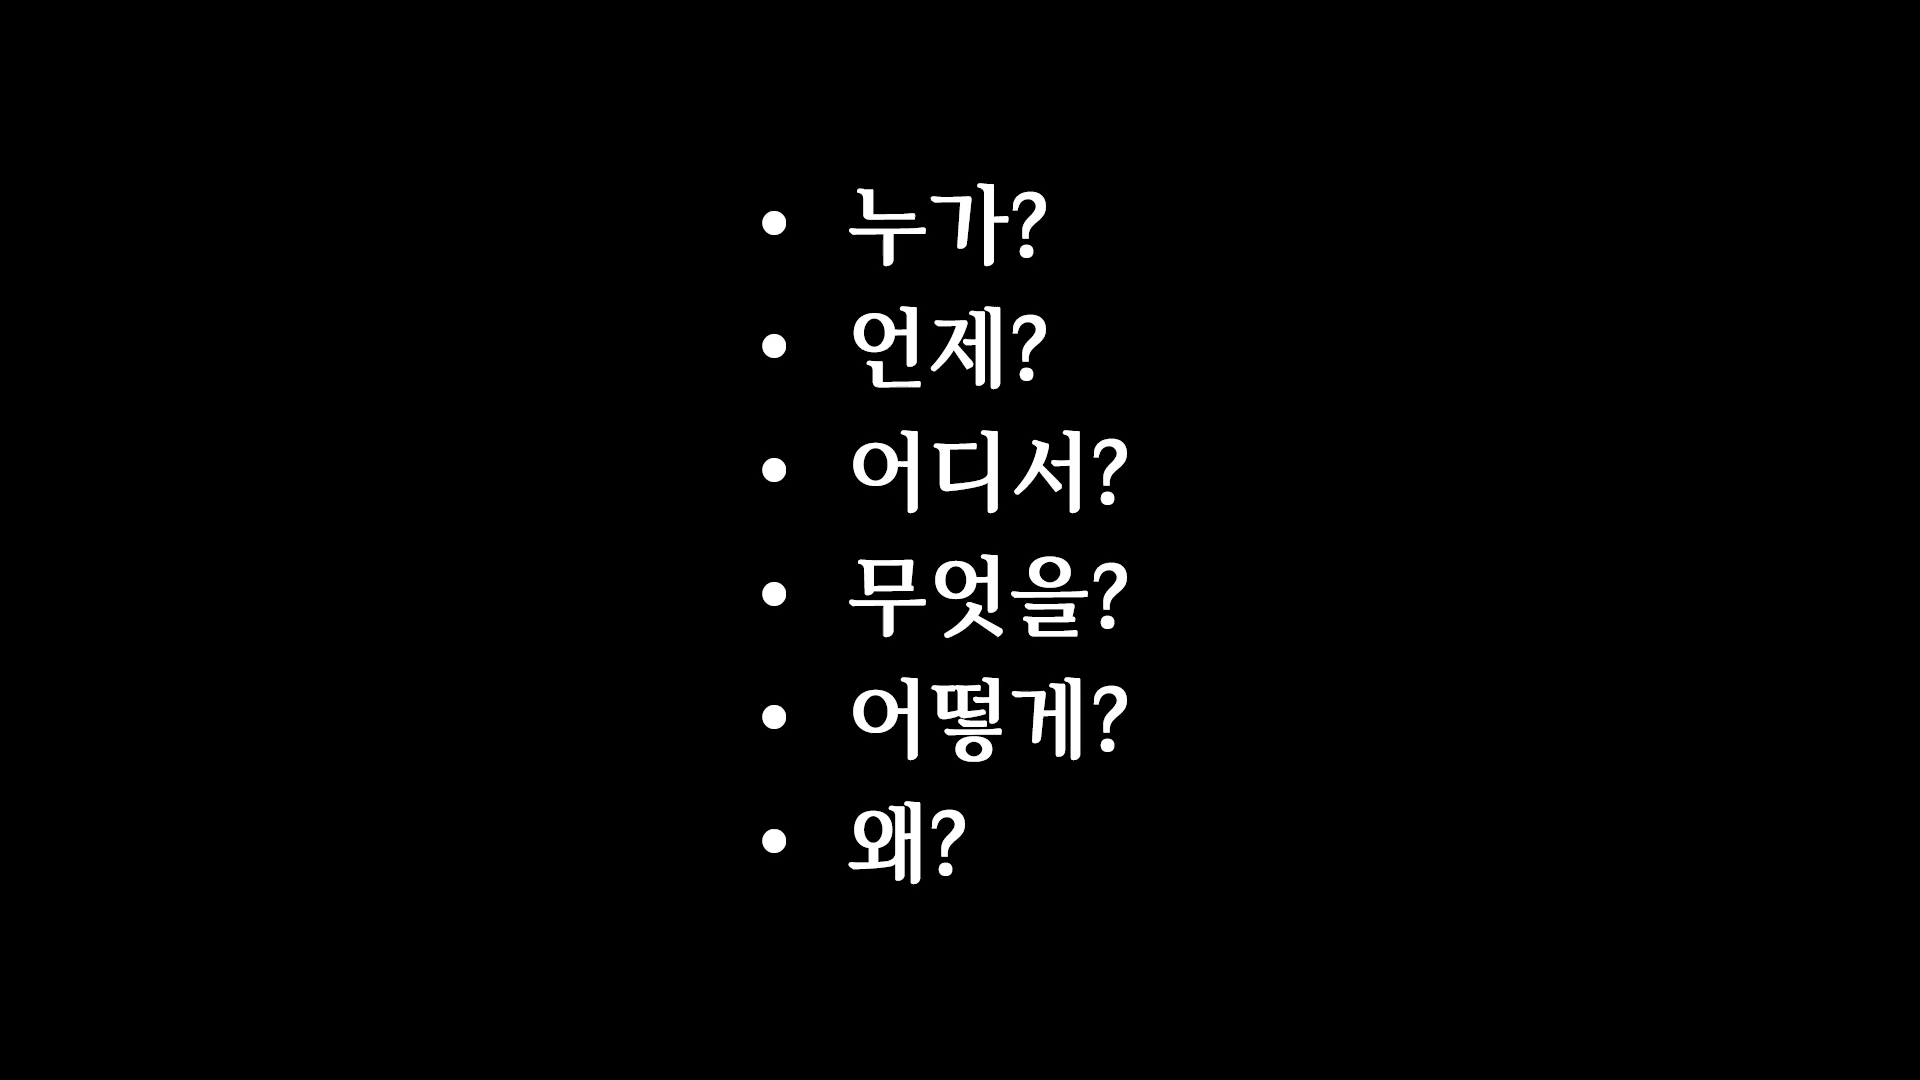 • 누가?
• 언제?
• 어디서?
• 무엇을?
• 어떻게?
• 왜?